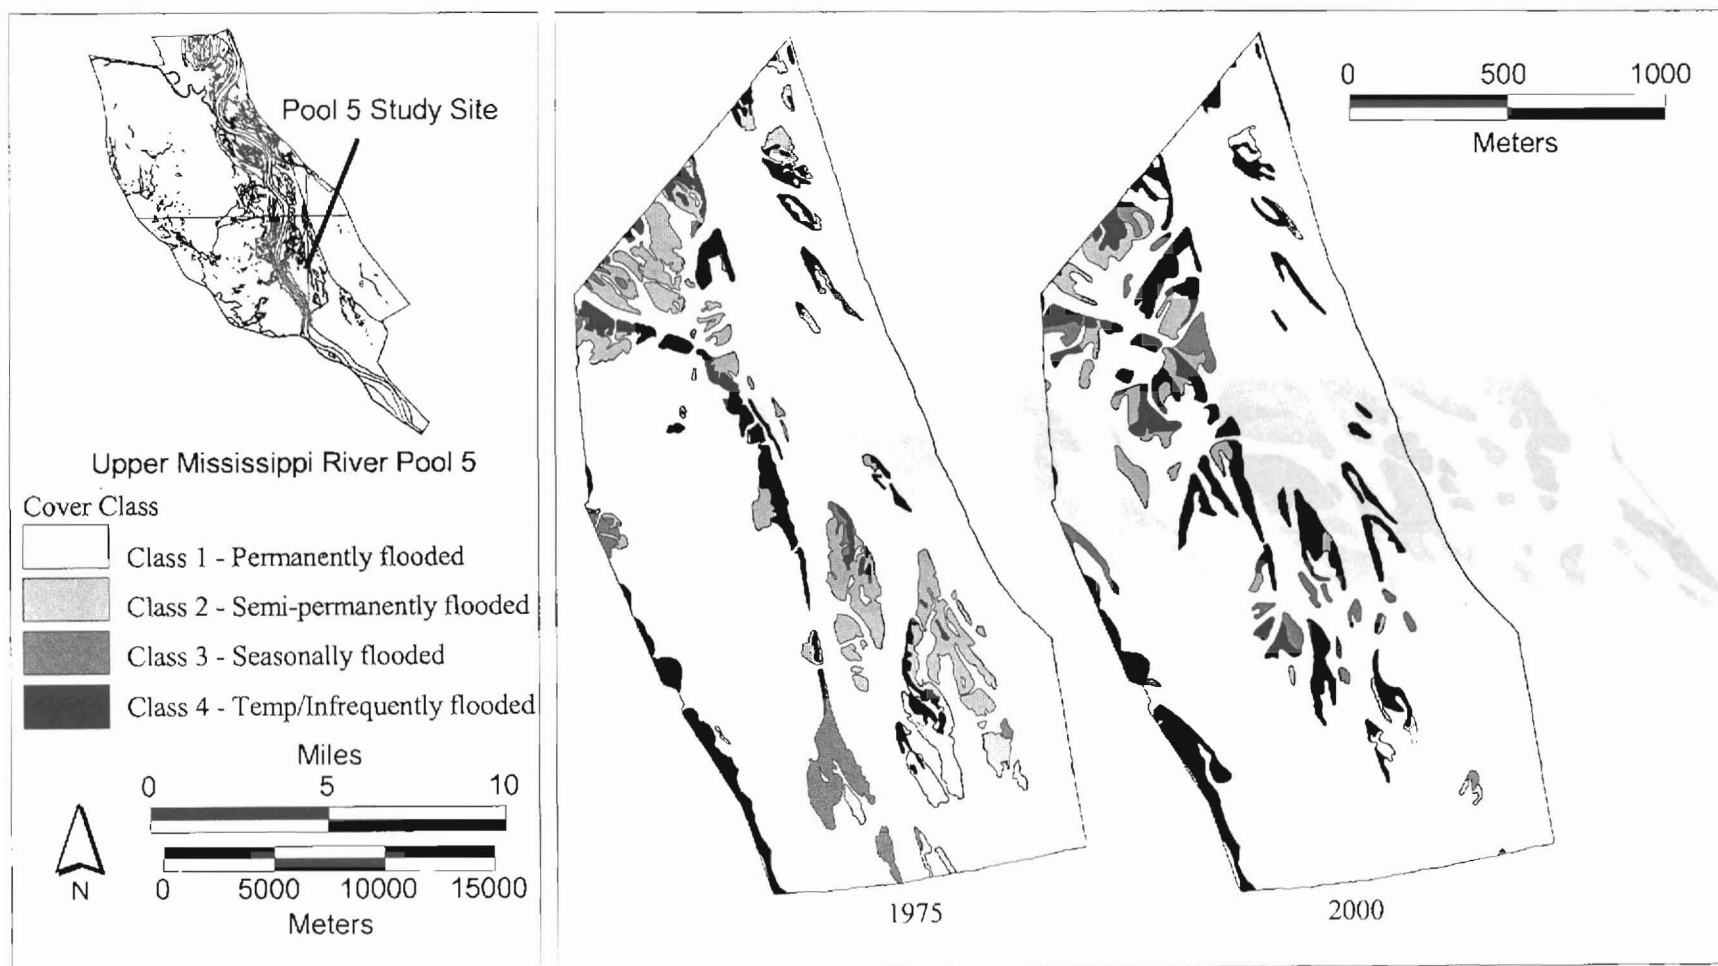 Pool 5 Study Site
Upper Mississippi River Pool 5
Cover Class
Class 1 - Permanently flooded
Class 2 - Semi-permanently flooded
Class 3 - Seasonally flooded
Class 4 - Temp/Infrequently flooded
Miles
0 5 10
N
0 5000 10000 15000
Meters
0 500 1000
Meters
1975
2000